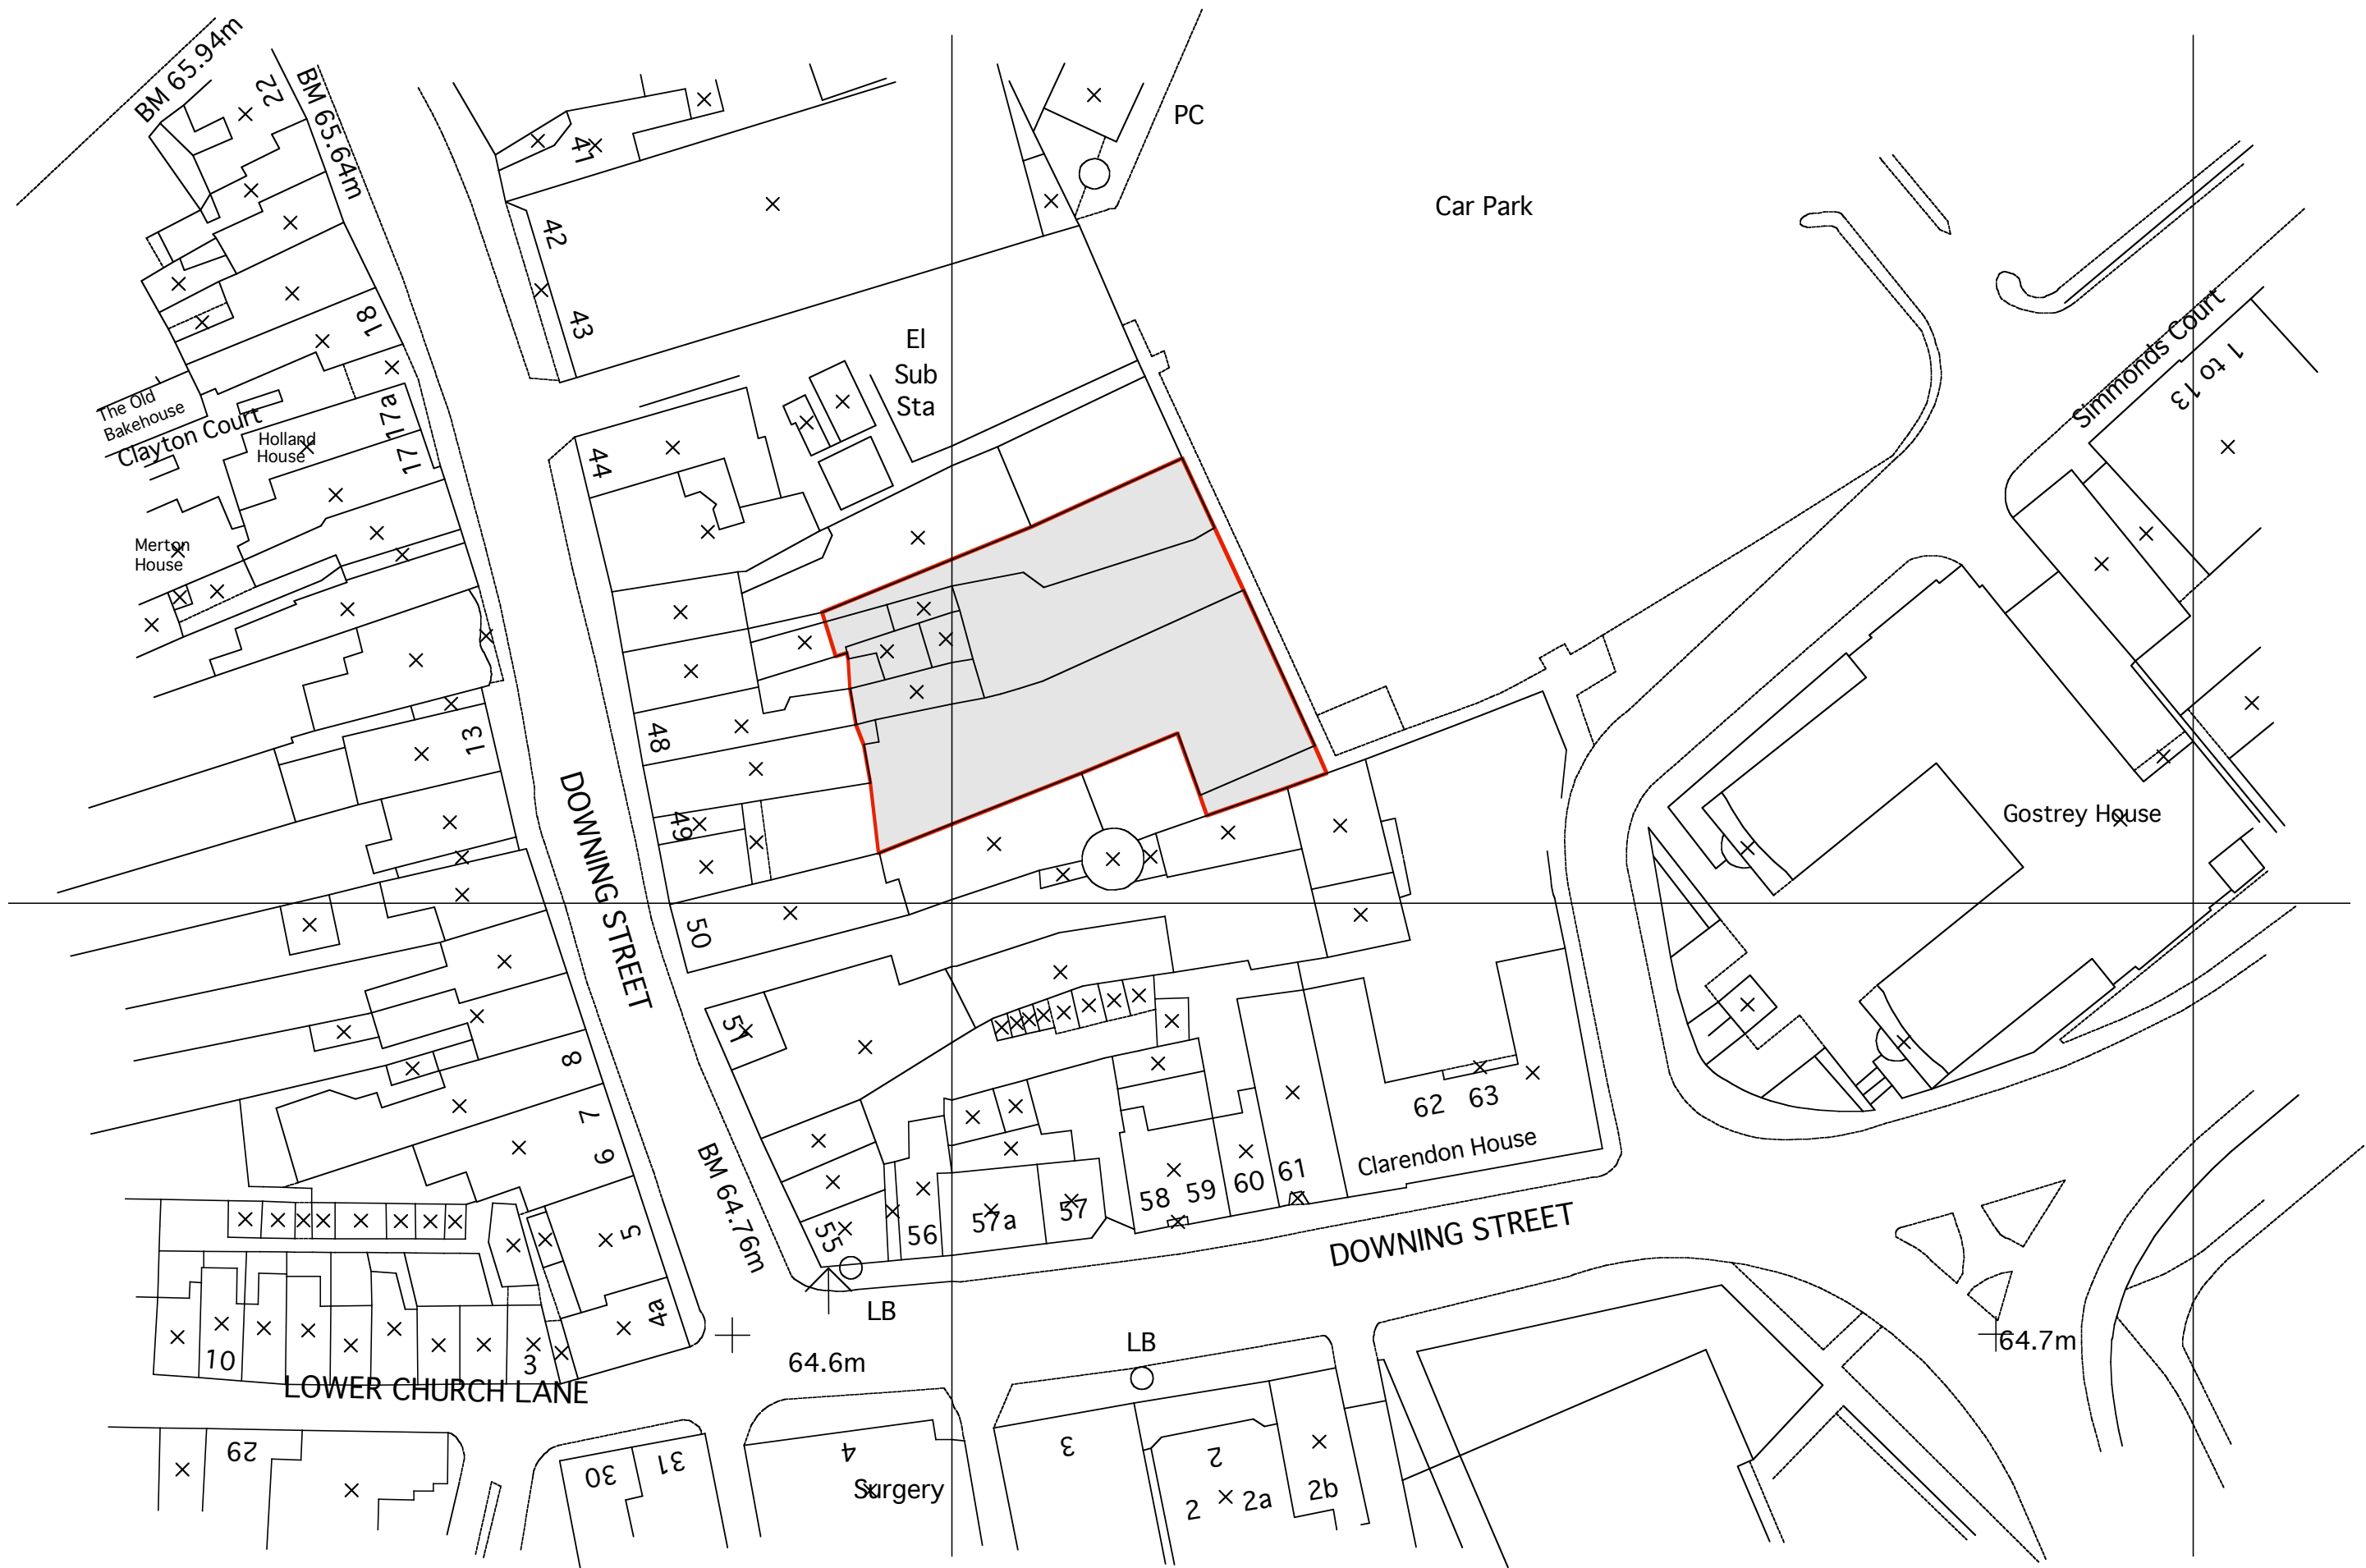 BM 65.94m
22
BM 65.64m
41
PC
Car Park
42
43
El
Sub
Sta
18
Simmonds Court
1 to 13
The Old
Bakehouse
Clayton Court
17a
Holland
House
17
44
Merton
House
48
13
DOWNING STREET
49
Gostrey House
50
51
8
7
6
62 63
Clarendon House
BM 64.76m
58 59 60 61
5
55
56
57a
57
DOWNING STREET
4a
LB
64.6m
LB
64.7m
10
3
LOWER CHURCH LANE
29
30
31
4
Surgery
3
2
2 2a
2b